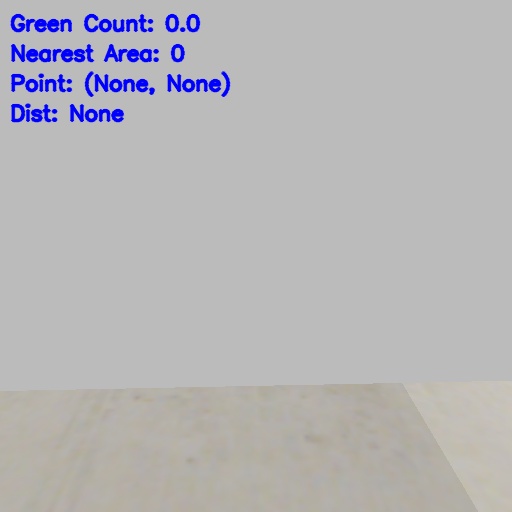 Green Count: 0.0
Nearest Area: 0
Point: (None, None)
Dist: None